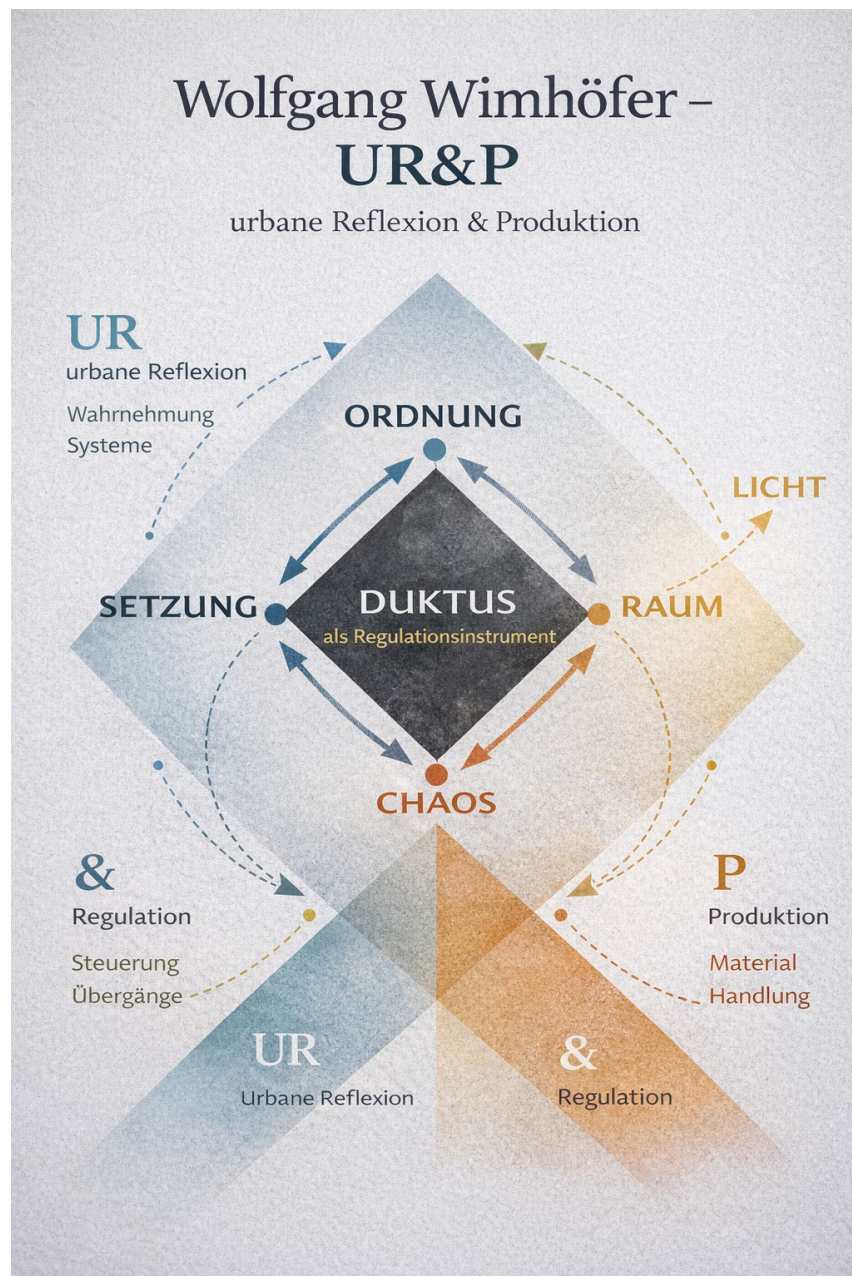 Wolfgang Wimhöfer –
UR&P
urbane Reflexion & Produktion
UR
urbane Reflexion
Wahrnehmung
Systeme
ORDNUNG
LICHT
SETZUNG
DUKTUS
als Regulationsinstrument
RAUM
CHAOS
&
Regulation
Steuerung
Übergänge
P
Produktion
Material
Handlung
UR
Urbane Reflexion
&
Regulation